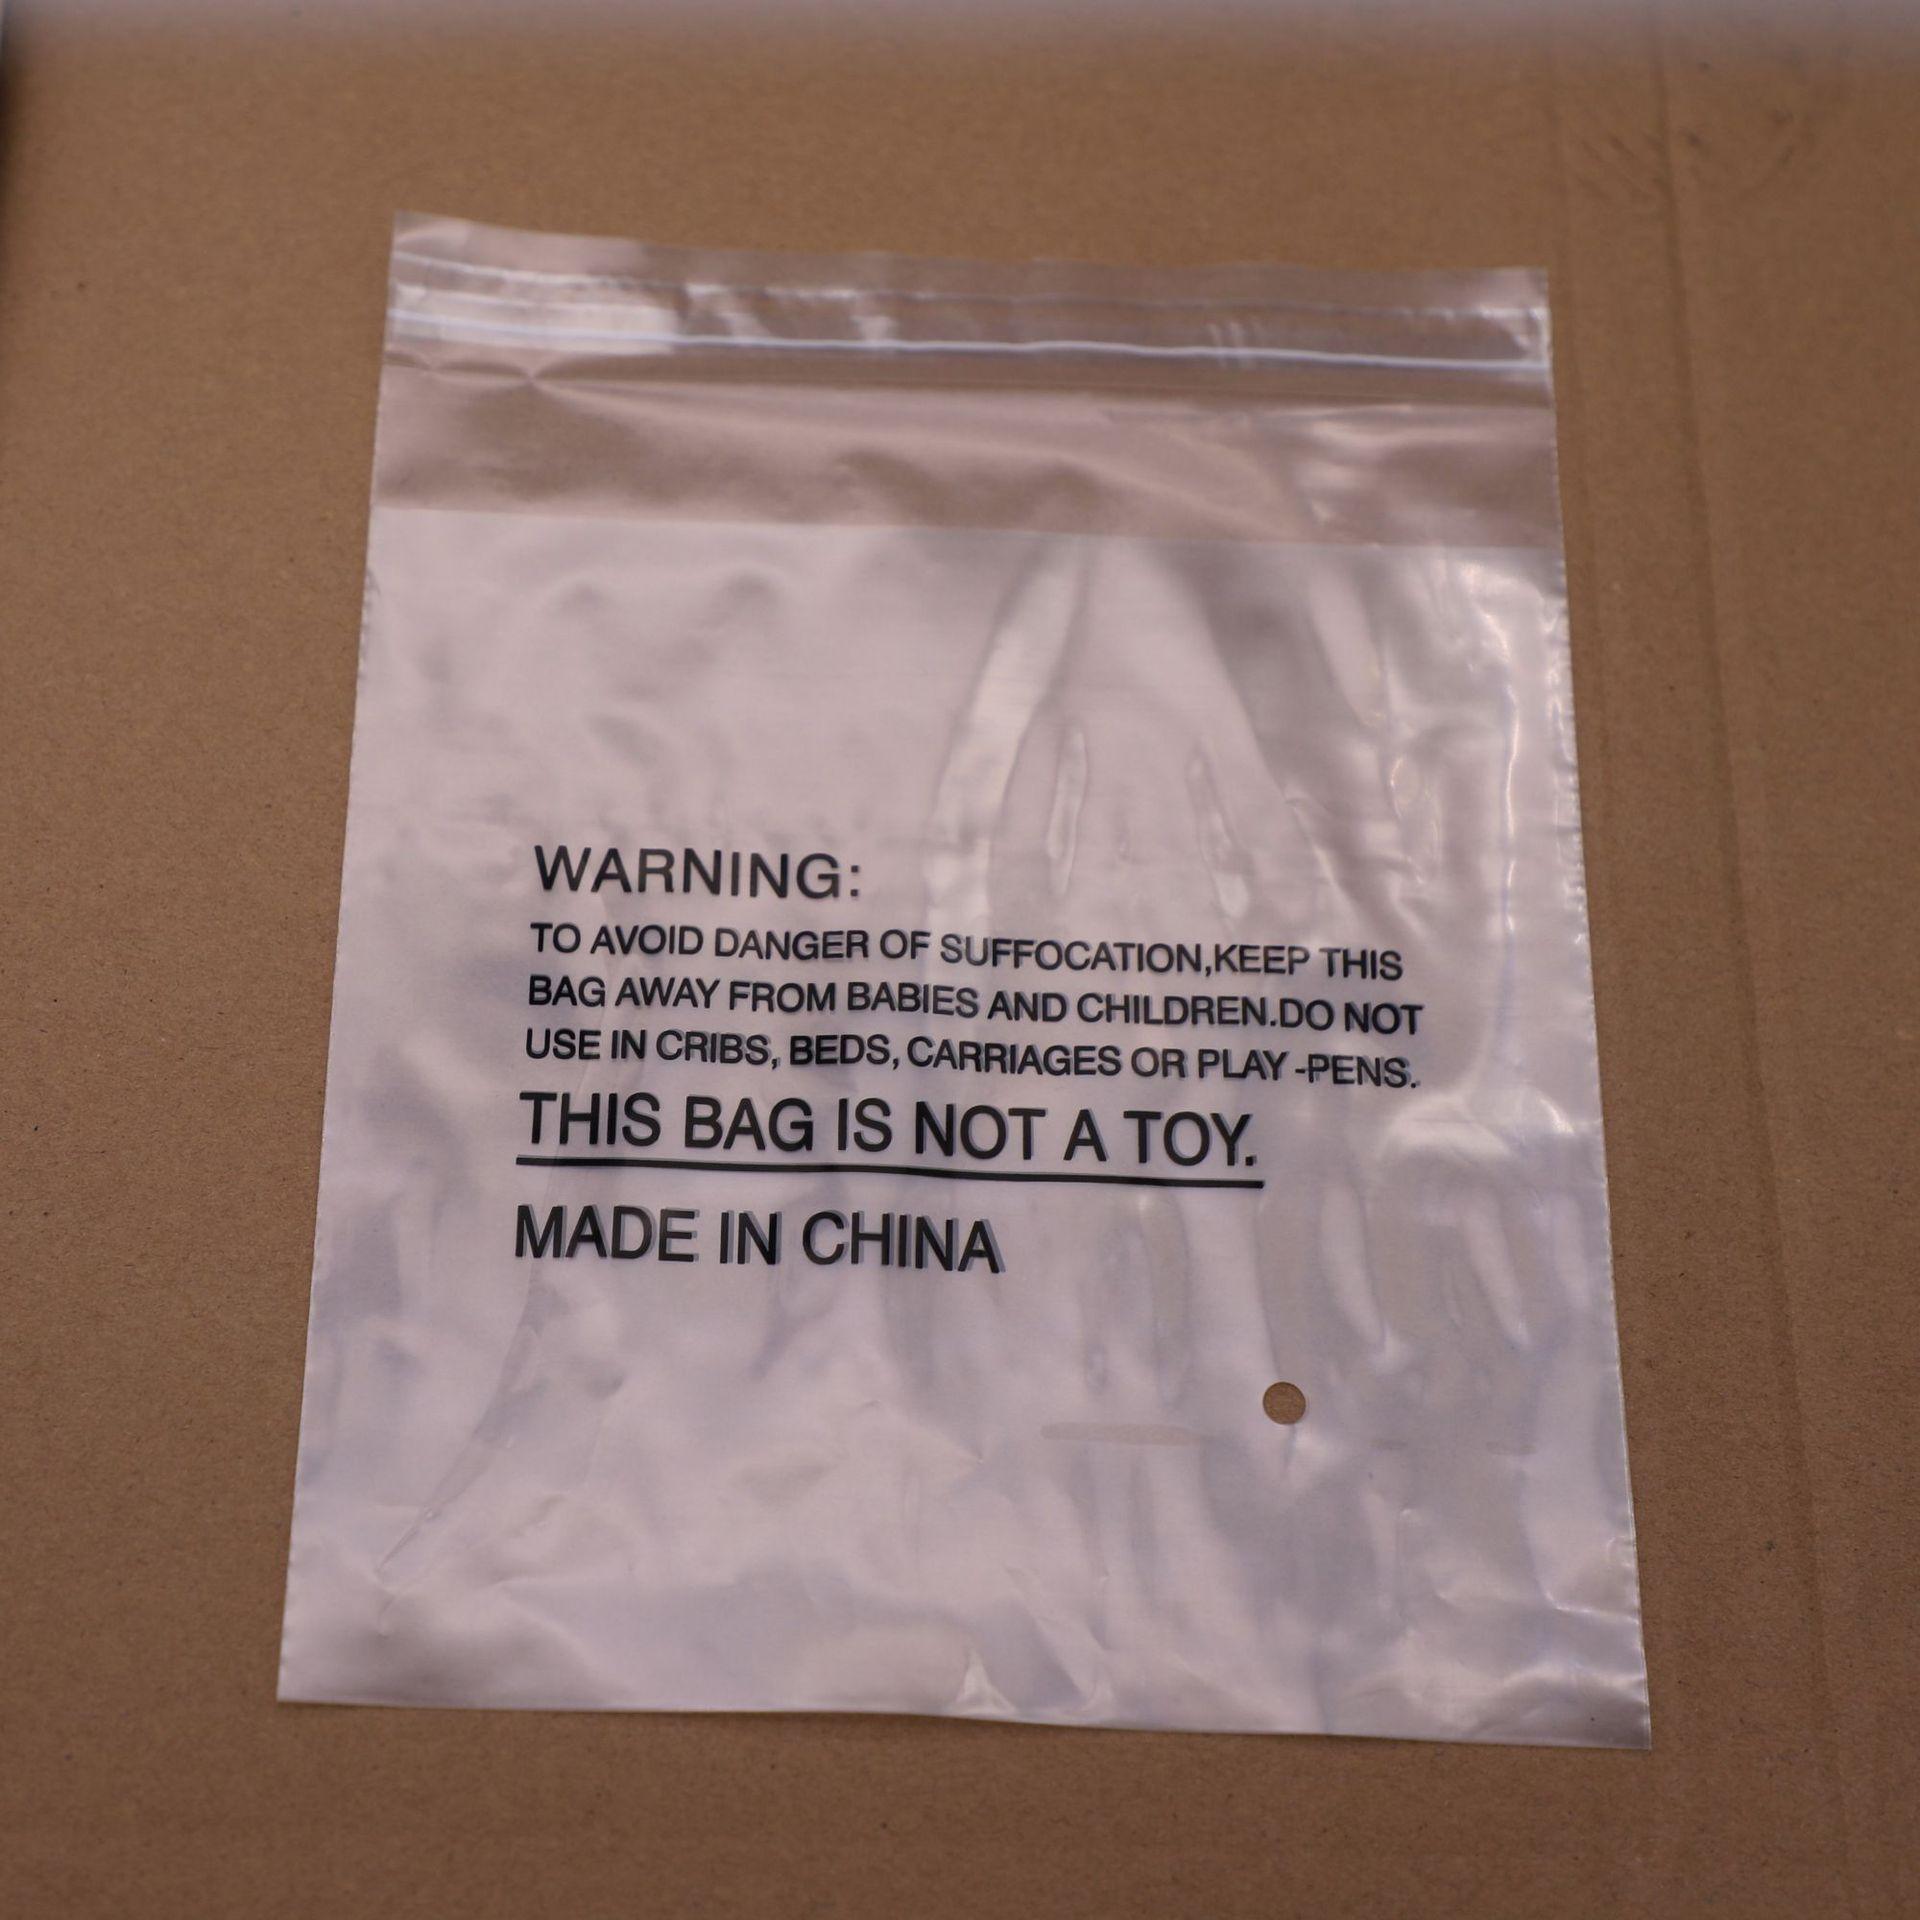 WARNING:
TO AVOID DANGER OF SUFFOCATION,KEEP THIS
BAG AWAY FROM BABIES AND CHILDREN.DO NOT
USE IN CRIBS, BEDS, CARRIAGES OR PLAY -PENS.
THIS BAG IS NOT A TOY.
MADE IN CHINA